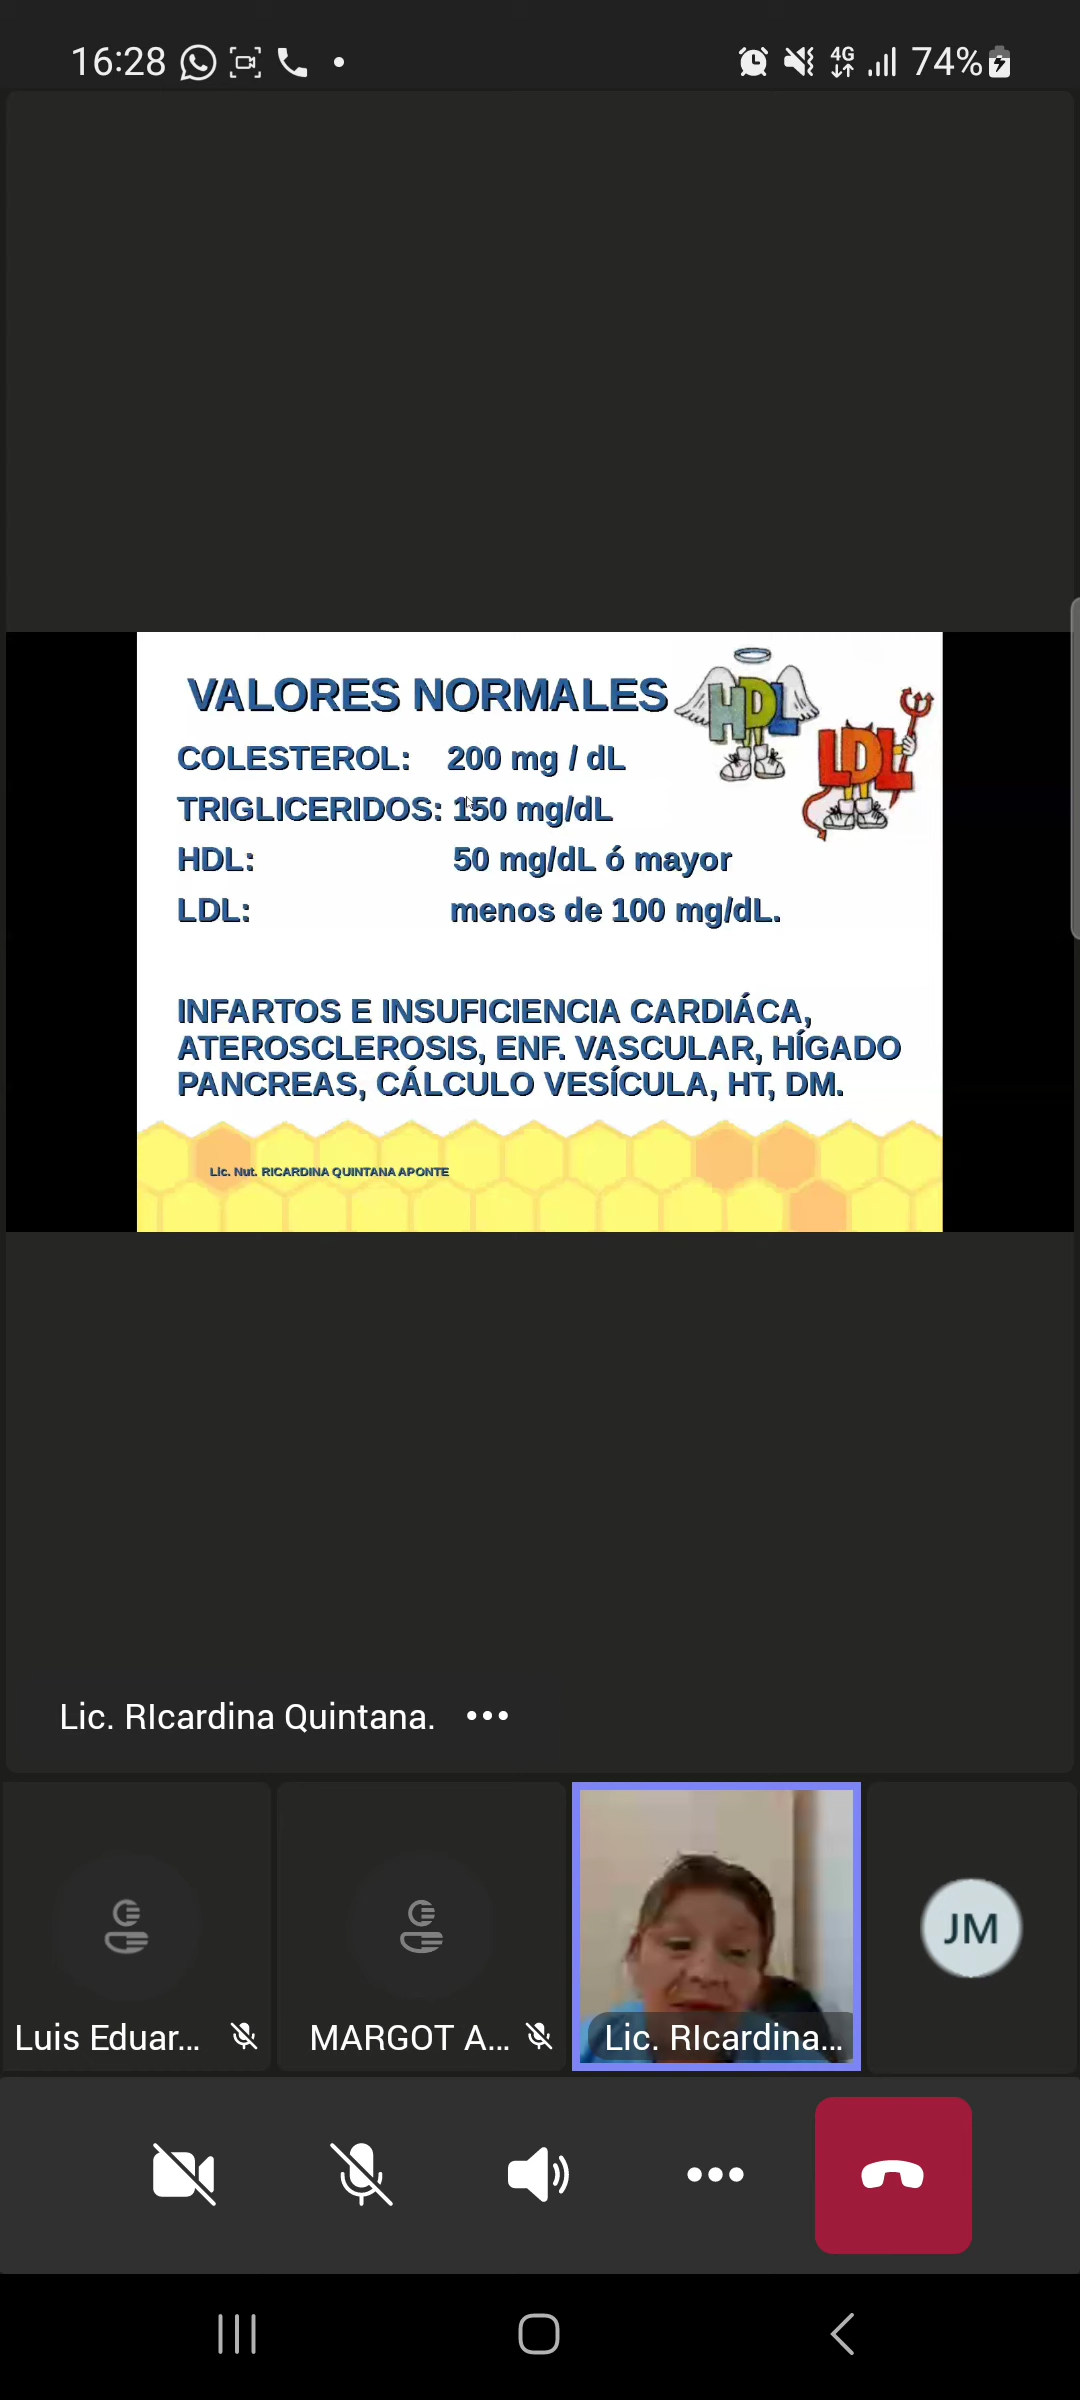 16:28
4G
74%
VALORES NORMALES
HDL
LDL
COLESTEROL: 200 mg / dL
TRIGLICERIDOS: 150 mg/dL
HDL: 50 mg/dL ó mayor
LDL: menos de 100 mg/dL.
INFARTOS E INSUFICIENCIA CARDIÁCA,
ATEROSCLEROSIS, ENF. VASCULAR, HÍGADO
PANCREAS, CÁLCULO VESÍCULA, HT, DM.
Lic. Nut. RICARDINA QUINTANA APONTE
Lic. RIcardina Quintana.
JM
Luis Eduar...
MARGOT A...
Lic. RIcardina...